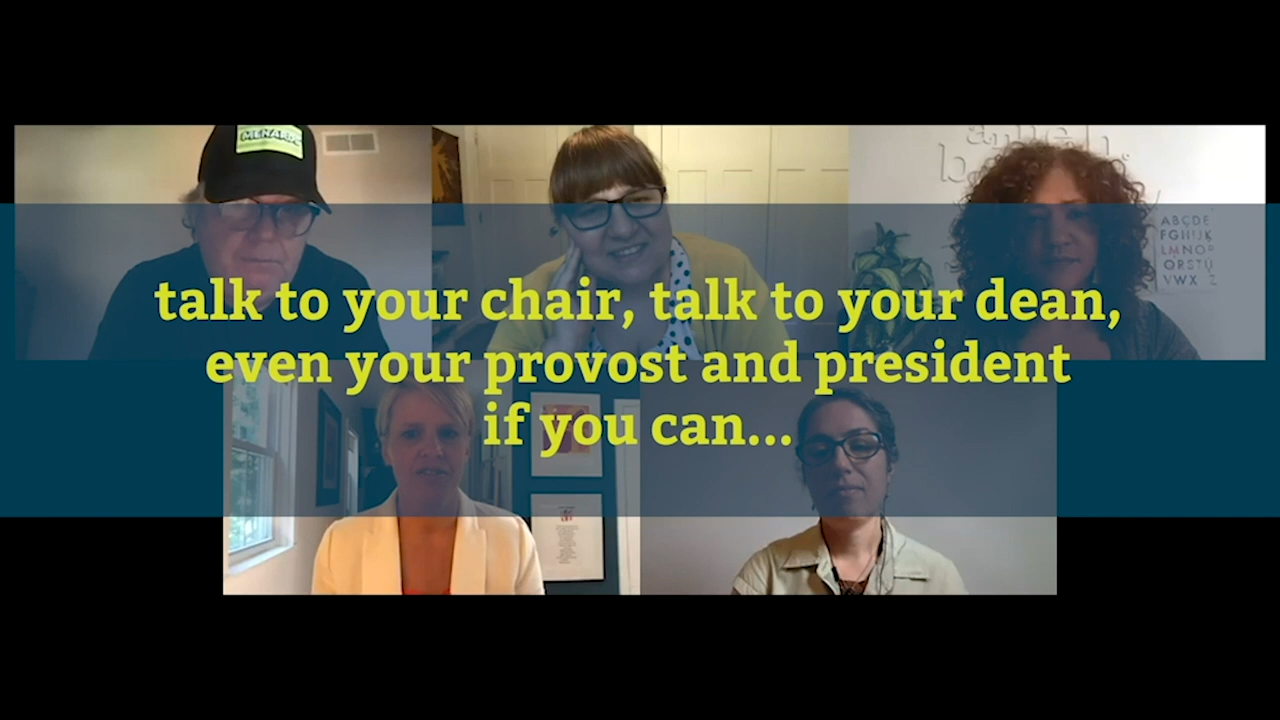 MENARDS
ABCDE
FGHIJK
LMNO
QRSTU
VWX Z
talk to your chair, talk to your dean,
even your provost and president
if you can...